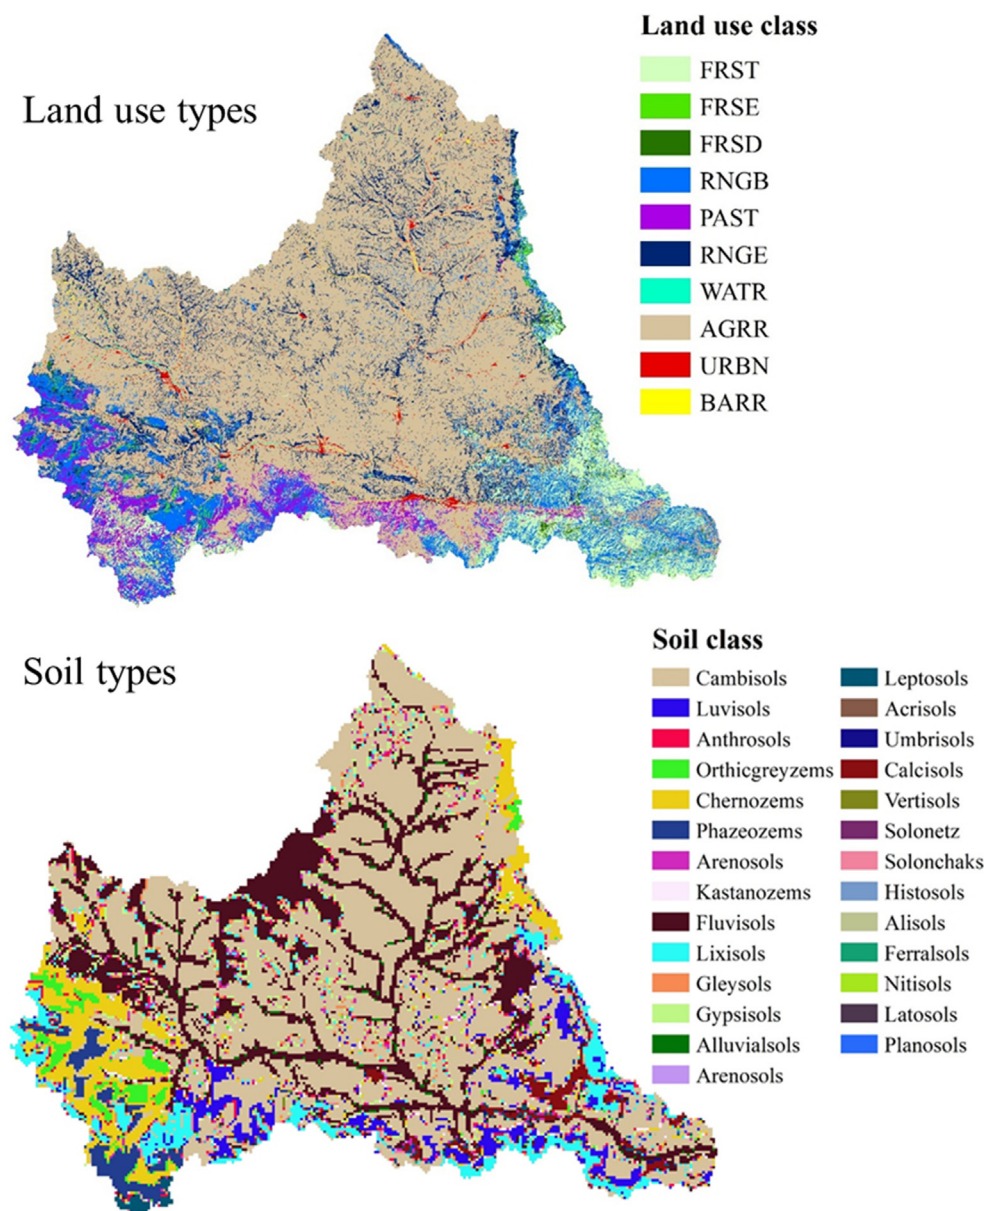 Land use types
Land use class
FRST
FRSE
FRSD
RNGB
PAST
RNGE
WATR
AGRR
URBN
BARR
Soil types
Soil class
Cambisols
Luvisols
Anthrosols
Orthicgreyzems
Chernozems
Phazeozems
Arenosols
Kastanozems
Fluvisols
Lixisols
Gleysols
Gypsisols
Alluvialsols
Arenosols
Leptosols
Acrisols
Umbrisols
Calcisols
Vertisols
Solonetz
Solonchaks
Histosols
Alisols
Ferralsols
Nitisols
Latosols
Planosols